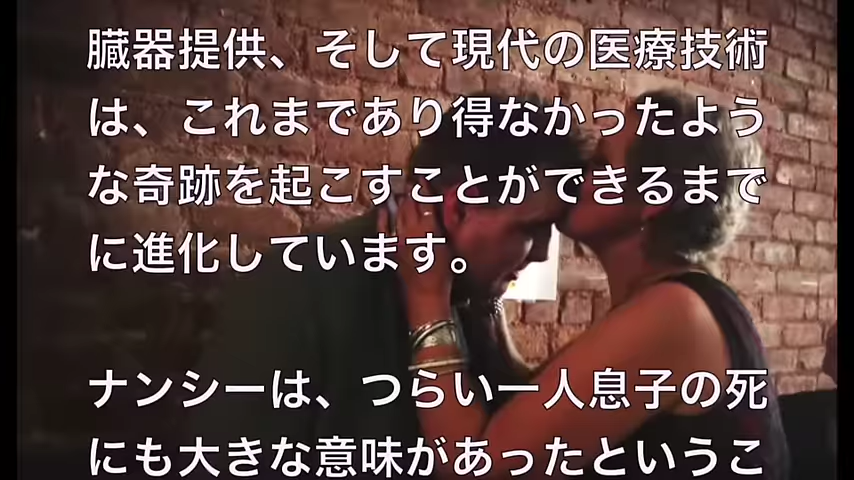 臓器提供、そして現代の医療技術
は、これまであり得なかったよう
な奇跡を起こすことができるまで
に進化しています。
ナンシーは、つらい一人息子の死
にも大きな意味があったというこ